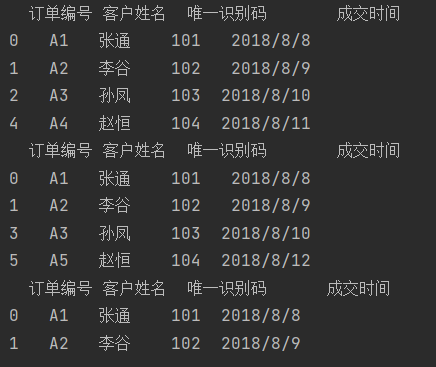 订单编号 客户姓名 唯一识别码 成交时间
0 A1 张通 101 2018/8/8
1 A2 李谷 102 2018/8/9
2 A3 孙凤 103 2018/8/10
4 A4 赵恒 104 2018/8/11
订单编号 客户姓名 唯一识别码 成交时间
0 A1 张通 101 2018/8/8
1 A2 李谷 102 2018/8/9
3 A3 孙凤 103 2018/8/10
5 A5 赵恒 104 2018/8/12
订单编号 客户姓名 唯一识别码 成交时间
0 A1 张通 101 2018/8/8
1 A2 李谷 102 2018/8/9